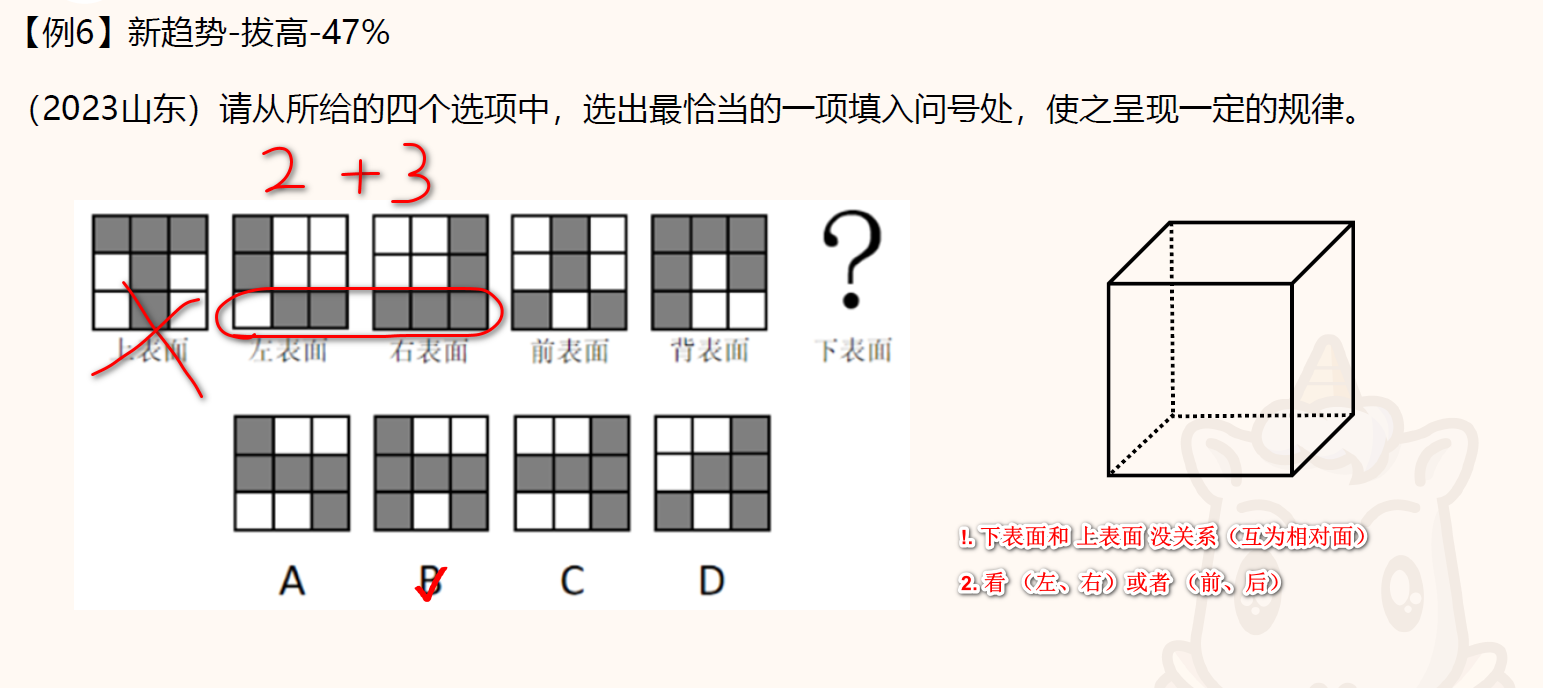 【例6】新趋势-拔高-47%
（2023山东）请从所给的四个选项中，选出最恰当的一项填入问号处，使之呈现一定的规律。
2 + 3
?
上表面 左表面 右表面 前表面 背表面 下表面
A B C D
!. 下表面和 上表面 没关系（互为相对面）
2. 看 （左、右）或者 （前、后）